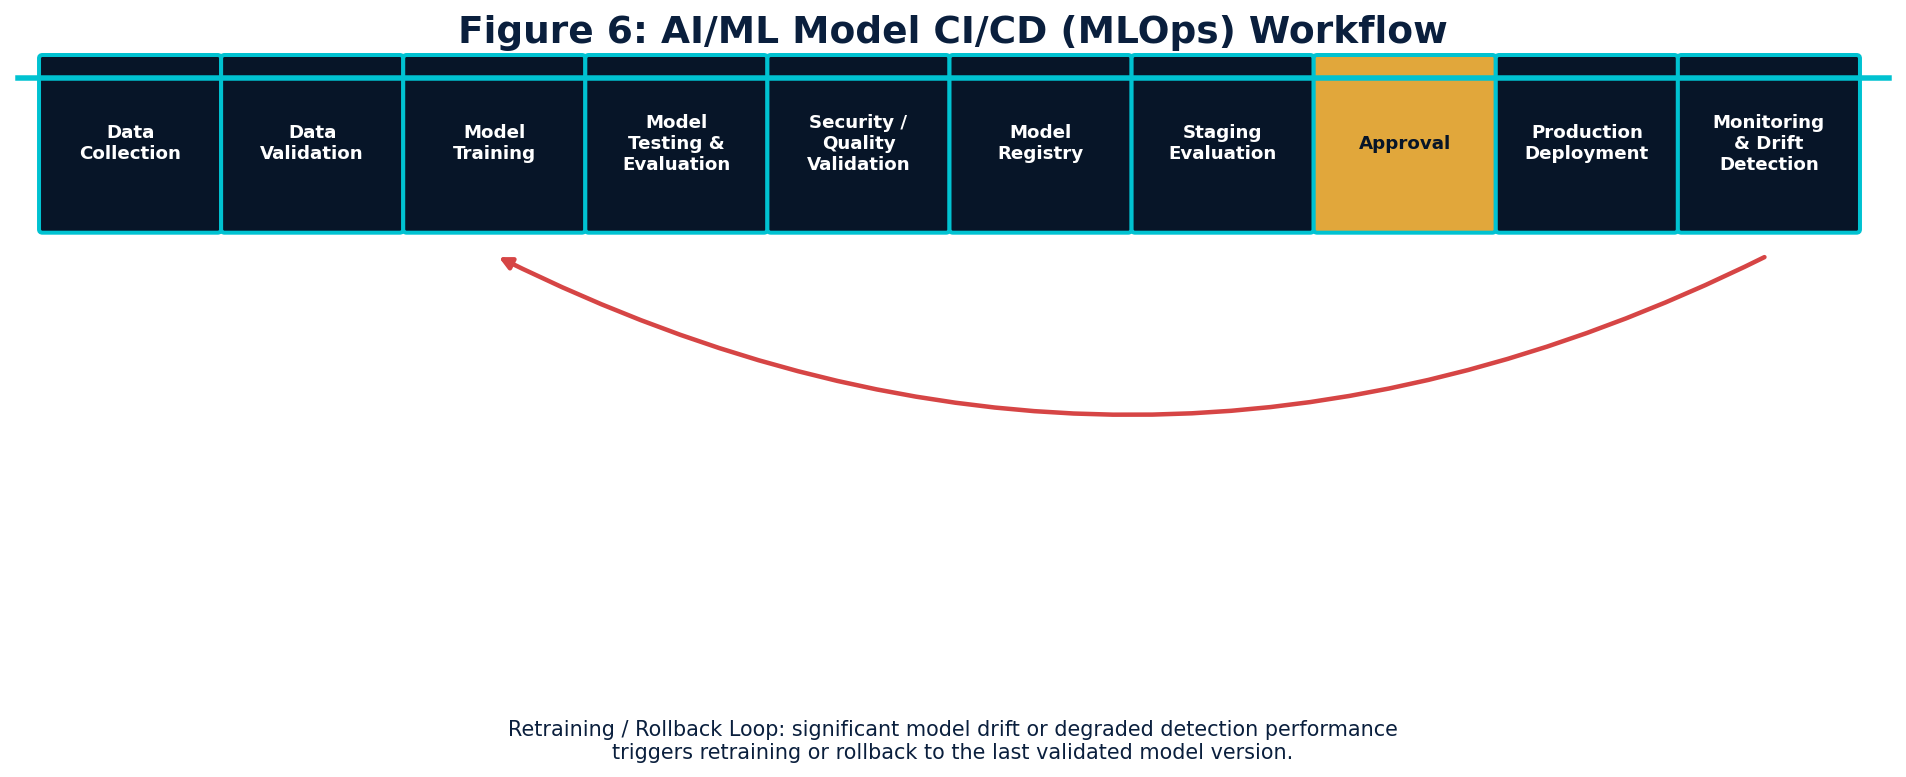 Figure 6: AI/ML Model CI/CD (MLOps) Workflow
Data
Collection
Data
Validation
Model
Training
Model
Testing &
Evaluation
Security /
Quality
Validation
Model
Registry
Staging
Evaluation
Approval
Production
Deployment
Monitoring
& Drift
Detection
Retraining / Rollback Loop: significant model drift or degraded detection performance
triggers retraining or rollback to the last validated model version.